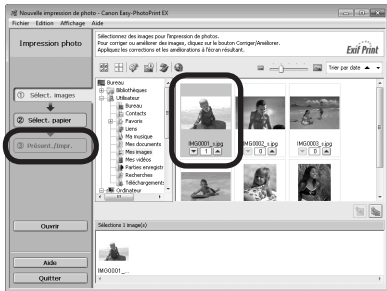 Nouvelle impression de photo - Canon Easy-PhotoPrint EX
Fichier Edition Affichage Aide
Impression photo
Sélectionnez des images pour l'impression de photos.
Pour corriger ou améliorer des images, cliquez sur le bouton Corriger/Améliorer.
Appliquez les corrections et les améliorations à l'écran résultant.
Exif Print
Trier par date
① Sélect. images
② Sélect. papier
③ Présent./Impr.
Bureau
Bibliothèques
Utilisateur
Bureau
Contacts
Favoris
Liens
Ma musique
Mes documents
Mes images
Mes vidéos
Parties enregistr
Recherches
Téléchargements
Ordinateur
IMG0001_s.jpg
1
IMG0002_s.jpg
0
IMG0003_s.jpg
0
Sélections 1 image(s)
IMG0001_...
Ouvrir
Aide
Quitter